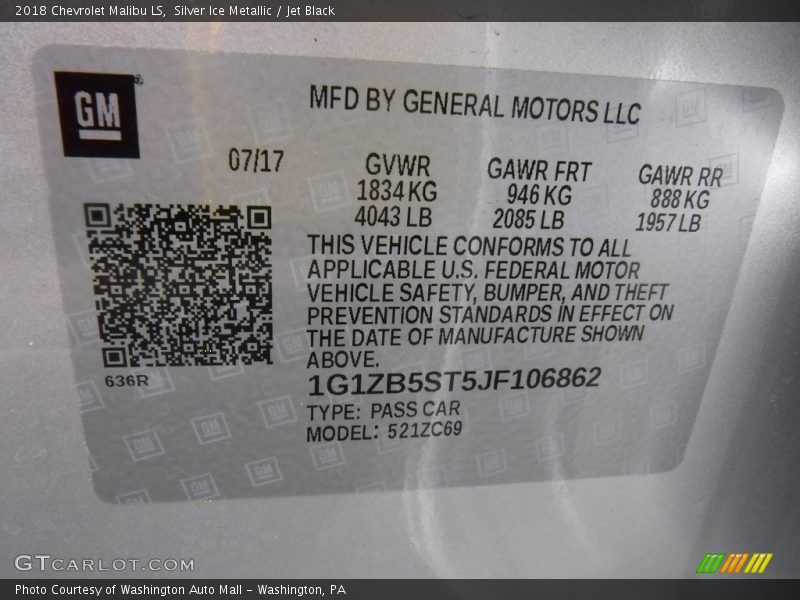 2018 Chevrolet Malibu LS,  Silver Ice Metallic / Jet Black
GM®
MFD BY GENERAL MOTORS LLC
07/17
GVWR GAWR FRT GAWR RR
1834 KG 946 KG 888 KG
4043 LB 2085 LB 1957 LB
THIS VEHICLE CONFORMS TO ALL
APPLICABLE U.S. FEDERAL MOTOR
VEHICLE SAFETY, BUMPER, AND THEFT
PREVENTION STANDARDS IN EFFECT ON
THE DATE OF MANUFACTURE SHOWN
ABOVE.
636R
1G1ZB5ST5JF106862
TYPE: PASS CAR
MODEL: 521ZC69
GTCARLOT.COM
Photo Courtesy of Washington Auto Mall - Washington, PA